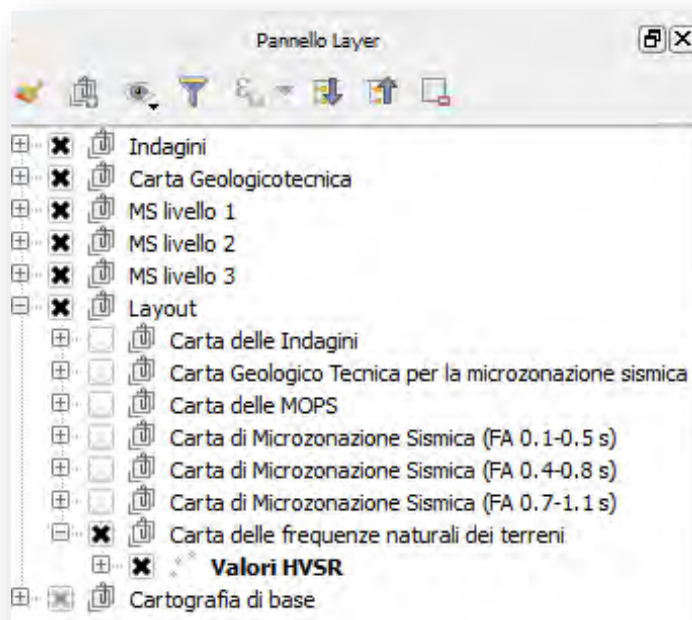 Pannello Layer
Indagini
Carta Geologicotecnica
MS livello 1
MS livello 2
MS livello 3
Layout
Carta delle Indagini
Carta Geologico Tecnica per la microzonazione sismica
Carta delle MOPS
Carta di Microzonazione Sismica (FA 0.1-0.5 s)
Carta di Microzonazione Sismica (FA 0.4-0.8 s)
Carta di Microzonazione Sismica (FA 0.7-1.1 s)
Carta delle frequenze naturali dei terreni
Valori HVSR
Cartografia di base